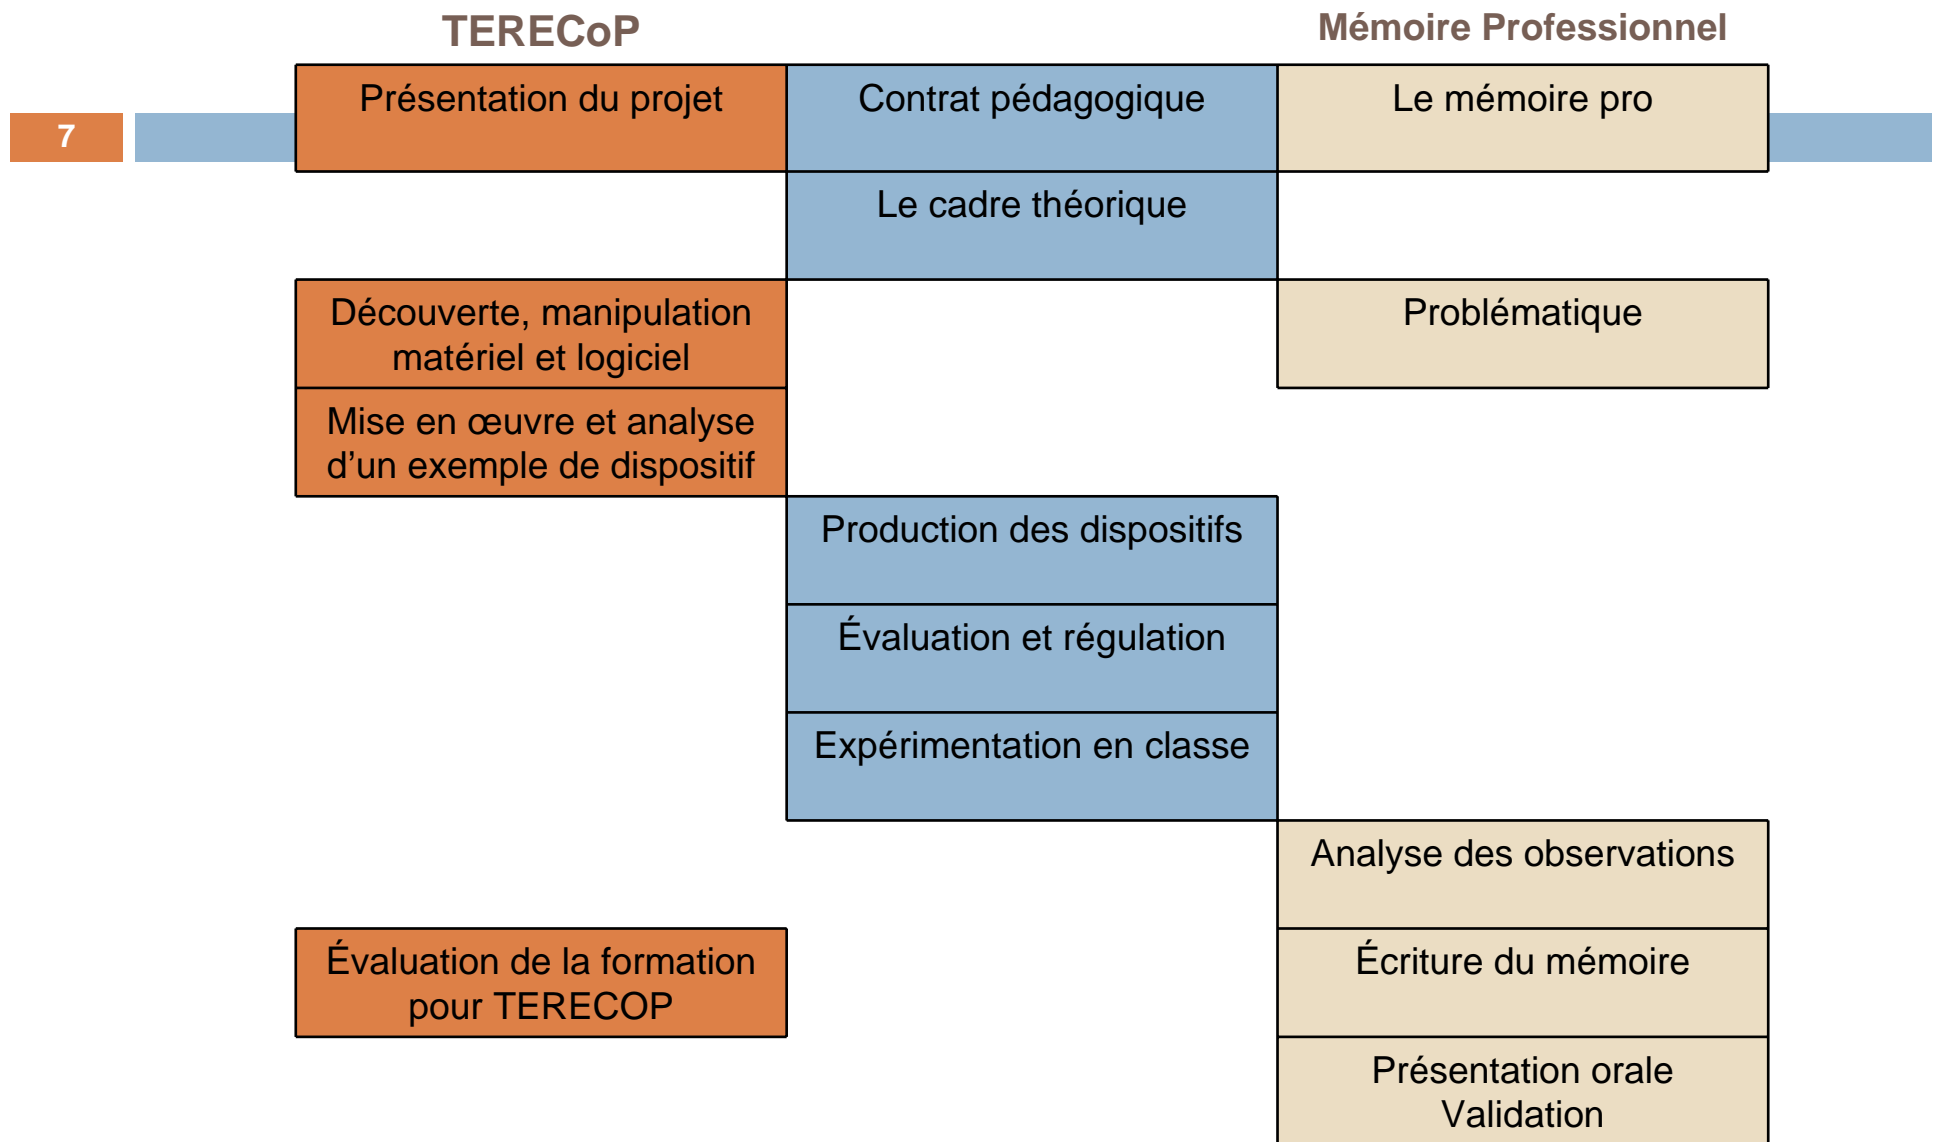 TERECoP
Mémoire Professionnel
7
Présentation du projet
Contrat pédagogique
Le mémoire pro
Le cadre théorique
Découverte, manipulation
matériel et logiciel
Problématique
Mise en œuvre et analyse
d’un exemple de dispositif
Production des dispositifs
Évaluation et régulation
Expérimentation en classe
Analyse des observations
Évaluation de la formation
pour TERECOP
Écriture du mémoire
Présentation orale
Validation